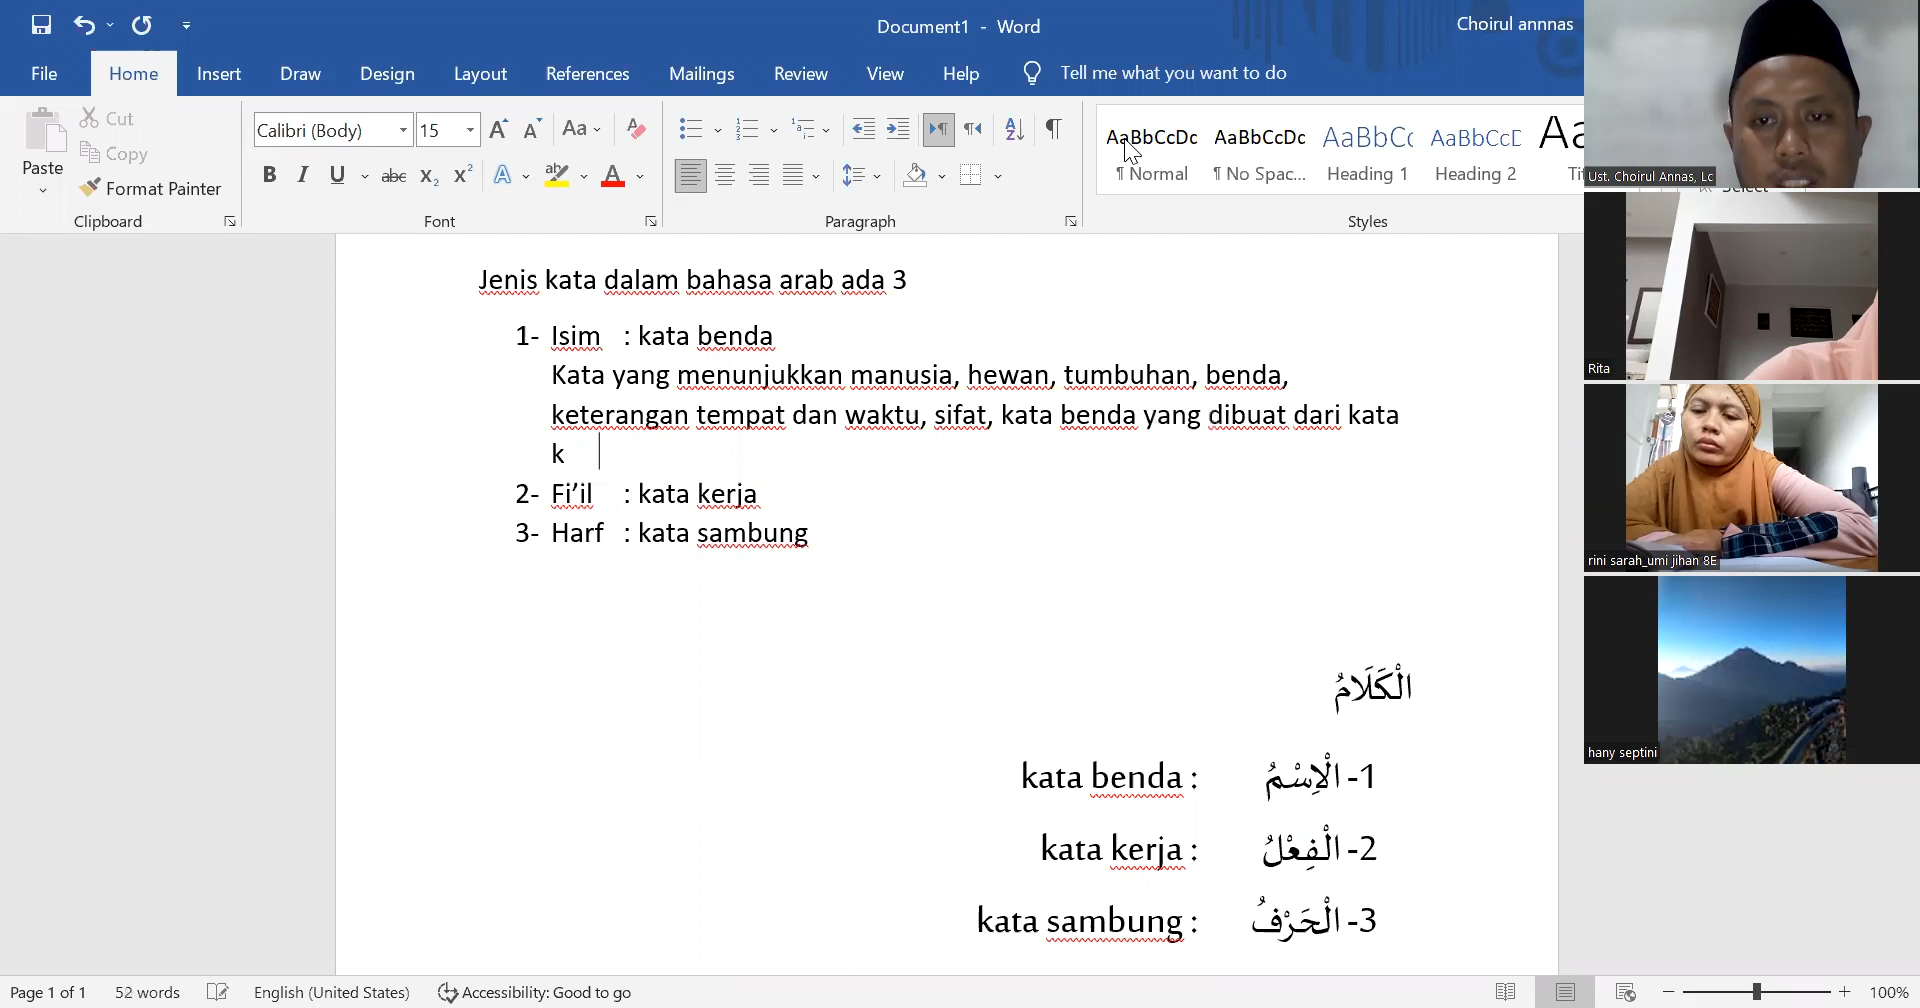 Document1 - Word
Choirul annnas
File Home Insert Draw Design Layout References Mailings Review View Help Tell me what you want to do
Paste
Cut
Copy
Format Painter
Clipboard
Calibri (Body) 15
Font
Paragraph
AaBbCcDc AaBbCcDc AaBbCc AaBbCcD Aa
¶ Normal ¶ No Spac... Heading 1 Heading 2
Styles
Select
Ust. Choirul Annas, Lc
Rita
rini sarah_umi jihan 8E
hany septini
Jenis kata dalam bahasa arab ada 3
1- Isim : kata benda
Kata yang menunjukkan manusia, hewan, tumbuhan, benda,
keterangan tempat dan waktu, sifat, kata benda yang dibuat dari kata
k
2- Fi’il : kata kerja
3- Harf : kata sambung
الْكَلَامُ
1- الْاِسْمُ : kata benda
2- الْفِعْلُ : kata kerja
3- الْحَرْفُ : kata sambung
Page 1 of 1 52 words English (United States) Accessibility: Good to go 100%